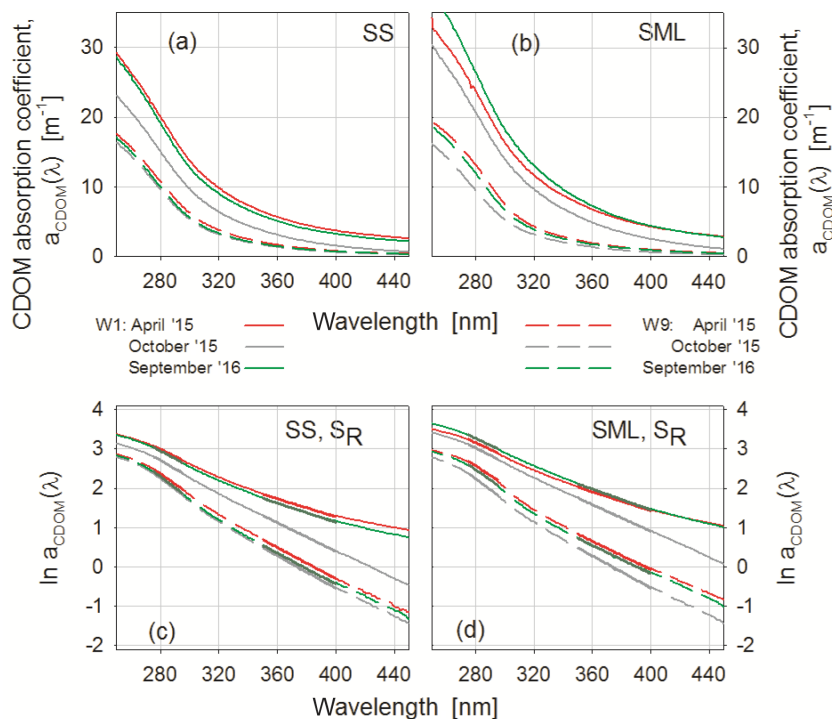 CDOM absorption coefficient,
a_CDOM(λ) [m⁻¹]
30
20
10
0
(a)
SS
280 320 360 400 440
(b)
SML
280 320 360 400 440
30
20
10
0
CDOM absorption coefficient,
a_CDOM(λ) [m⁻¹]
Wavelength [nm]
W1: April '15
October '15
September '16
W9: April '15
October '15
September '16
ln a_CDOM(λ)
4
3
2
1
0
-1
-2
SS, S_R
(c)
280 320 360 400 440
SML, S_R
(d)
280 320 360 400 440
4
3
2
1
0
-1
-2
ln a_CDOM(λ)
Wavelength [nm]